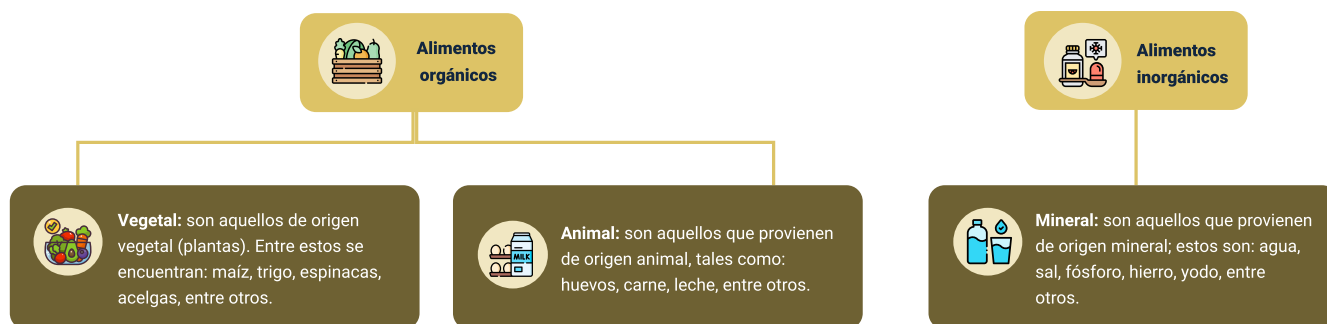 Alimentos
orgánicos
Alimentos
inorgánicos
Vegetal: son aquellos de origen
vegetal (plantas). Entre estos se
encuentran: maíz, trigo, espinacas,
acelgas, entre otros.
MILK
Animal: son aquellos que provienen
de origen animal, tales como:
huevos, carne, leche, entre otros.
Mineral: son aquellos que provienen
de origen mineral; estos son: agua,
sal, fósforo, hierro, yodo, entre
otros.